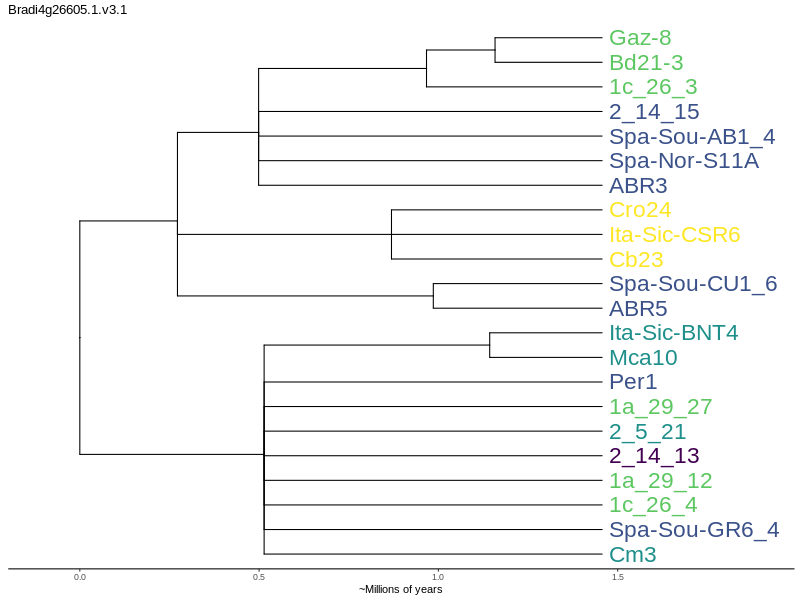 Bradi4g26605.1.v3.1
Gaz-8
Bd21-3
1c_26_3
2_14_15
Spa-Sou-AB1_4
Spa-Nor-S11A
ABR3
Cro24
Ita-Sic-CSR6
Cb23
Spa-Sou-CU1_6
ABR5
Ita-Sic-BNT4
Mca10
Per1
1a_29_27
2_5_21
2_14_13
1a_29_12
1c_26_4
Spa-Sou-GR6_4
Cm3
0.0 0.5 1.0 1.5
~Millions of years